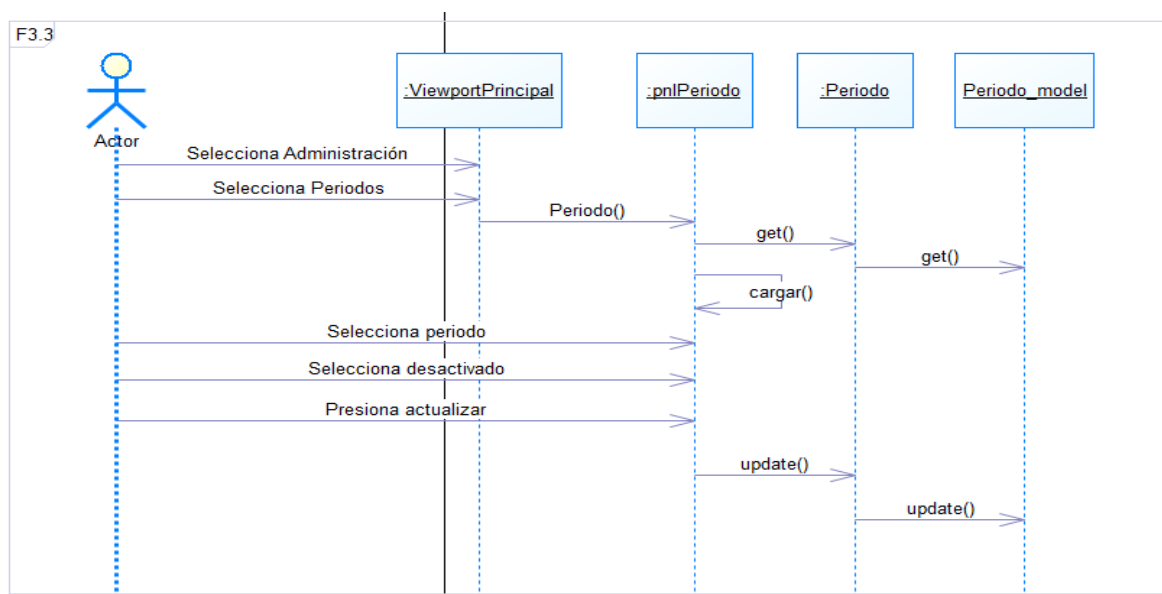 F3.3
:ViewportPrincipal
:pnlPeriodo
:Periodo
Periodo_model
Actor
Selecciona Administración
Selecciona Periodos
Periodo()
get()
get()
cargar()
Selecciona periodo
Selecciona desactivado
Presiona actualizar
update()
update()